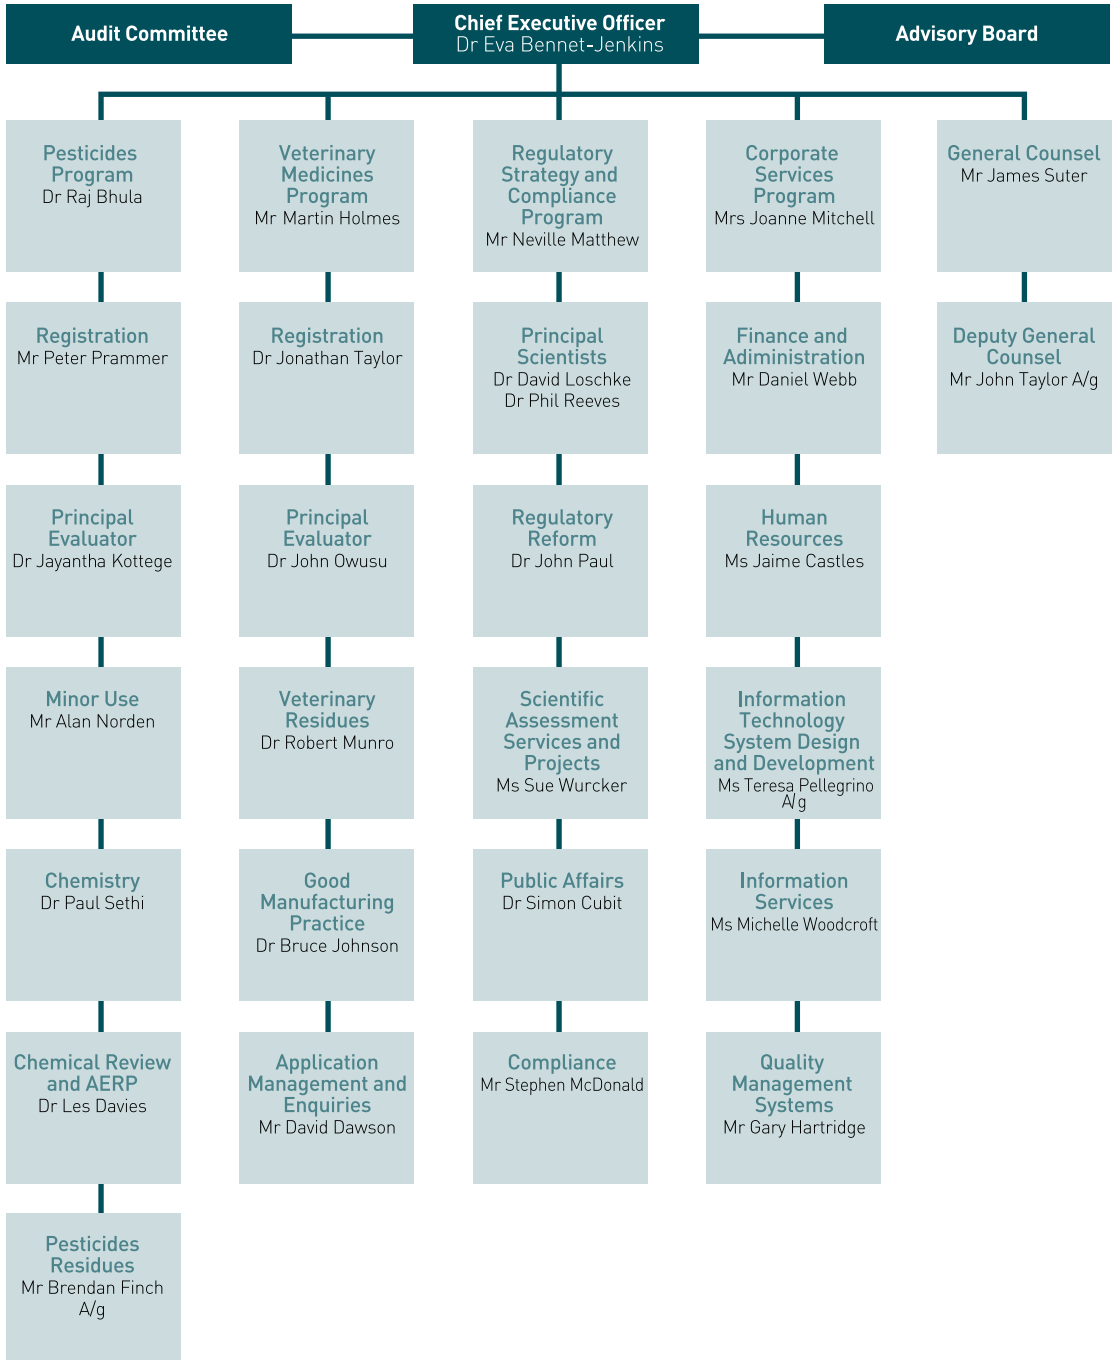 Audit Committee
Chief Executive Officer
Dr Eva Bennet-Jenkins
Advisory Board
Pesticides
Program
Dr Raj Bhula
Veterinary
Medicines
Program
Mr Martin Holmes
Regulatory
Strategy and
Compliance
Program
Mr Neville Matthew
Corporate
Services
Program
Mrs Joanne Mitchell
General Counsel
Mr James Suter
Registration
Mr Peter Prammer
Registration
Dr Jonathan Taylor
Principal
Scientists
Dr David Loschke
Dr Phil Reeves
Finance and
Adiministration
Mr Daniel Webb
Deputy General
Counsel
Mr John Taylor A/g
Principal
Evaluator
Dr Jayantha Kottege
Principal
Evaluator
Dr John Owusu
Regulatory
Reform
Dr John Paul
Human
Resources
Ms Jaime Castles
Minor Use
Mr Alan Norden
Veterinary
Residues
Dr Robert Munro
Scientific
Assessment
Services and
Projects
Ms Sue Wurcker
Information
Technology
System Design
and Development
Ms Teresa Pellegrino
A/g
Chemistry
Dr Paul Sethi
Good
Manufacturing
Practice
Dr Bruce Johnson
Public Affairs
Dr Simon Cubit
Information
Services
Ms Michelle Woodcroft
Chemical Review
and AERP
Dr Les Davies
Application
Management and
Enquiries
Mr David Dawson
Compliance
Mr Stephen McDonald
Quality
Management
Systems
Mr Gary Hartridge
Pesticides
Residues
Mr Brendan Finch
A/g